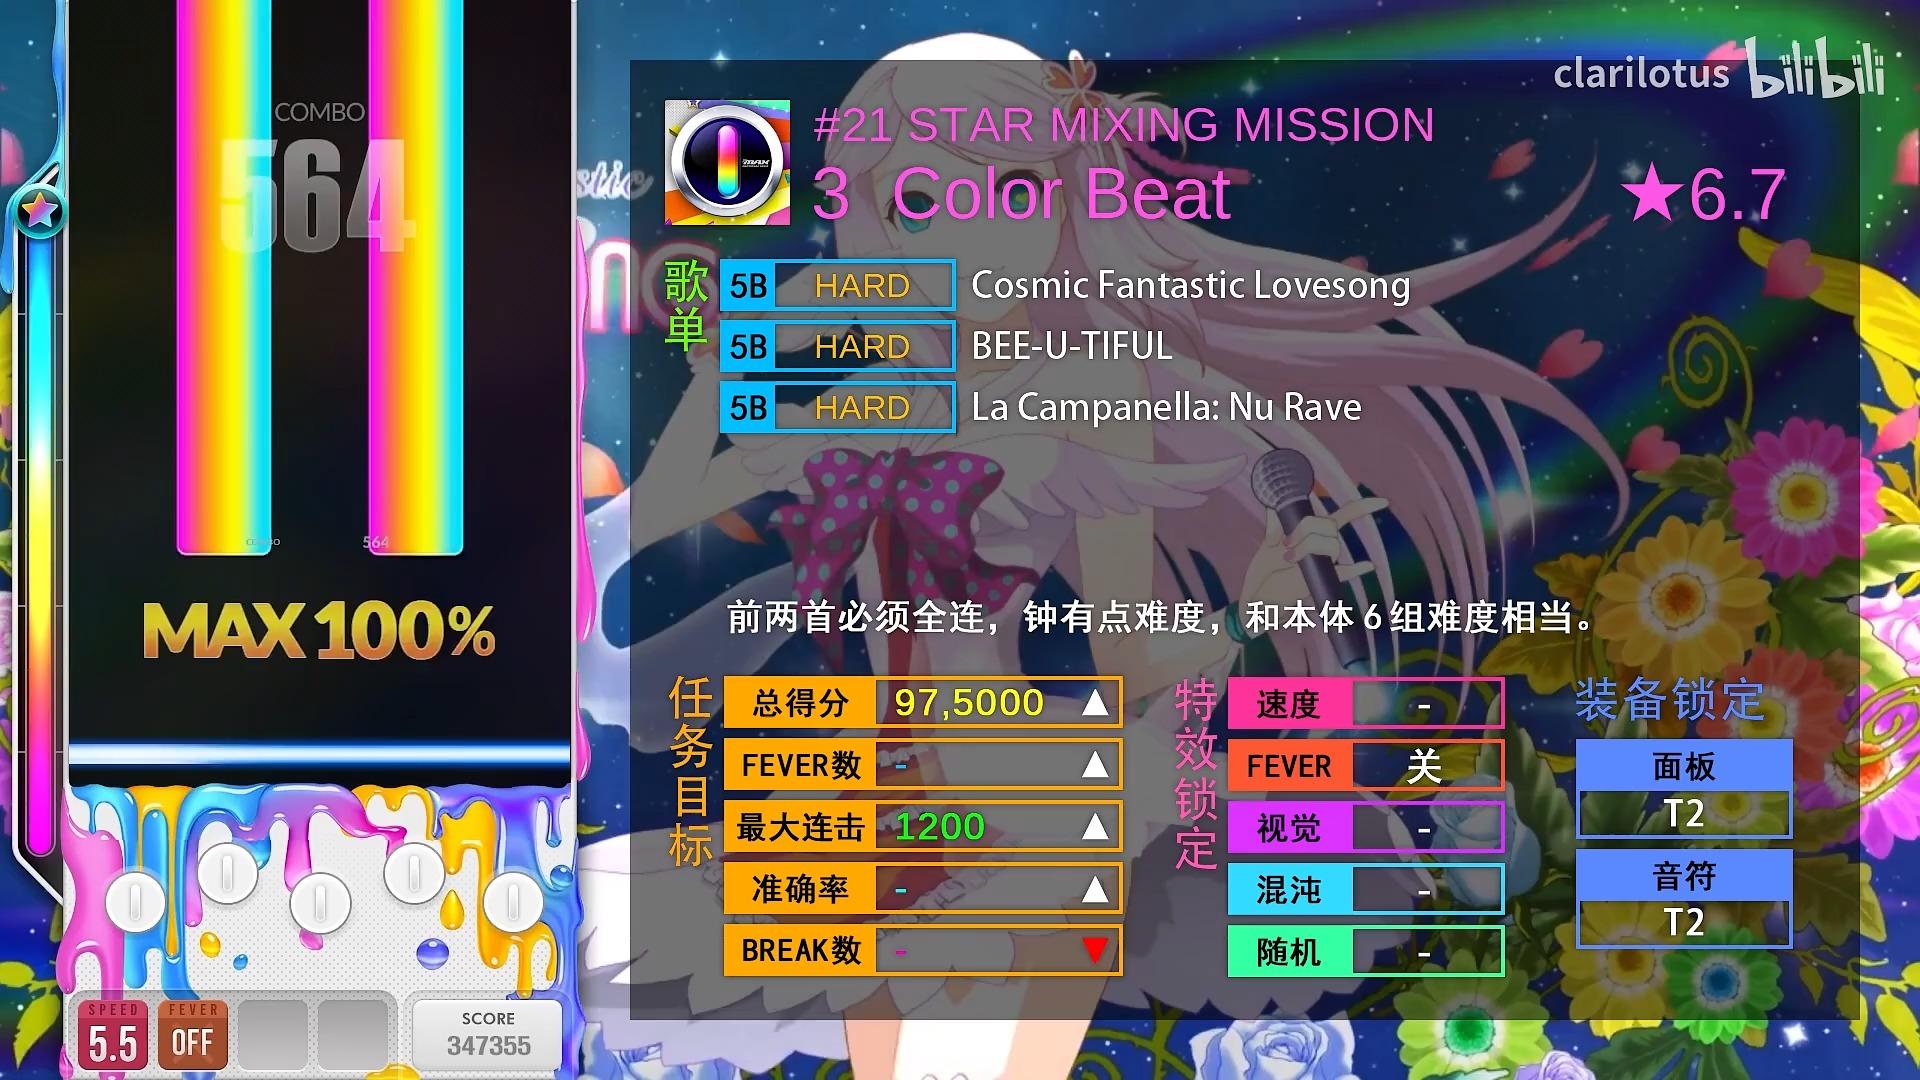 clarilotus bilibili
COMBO
564
stic
COMBO 564
MAX 100%
SPEED
5.5
FEVER
OFF
SCORE
347355
#21 STAR MIXING MISSION
3 Color Beat
★6.7
歌单
5B HARD Cosmic Fantastic Lovesong
5B HARD BEE-U-TIFUL
5B HARD La Campanella: Nu Rave
前两首必须全连，钟有点难度，和本体6组难度相当。
任务目标
总得分 97,5000 ▲
FEVER数 - ▲
最大连击 1200 ▲
准确率 - ▲
BREAK数 - ▼
特效锁定
速度 -
FEVER 关
视觉 -
混沌 -
随机 -
装备锁定
面板
T2
音符
T2